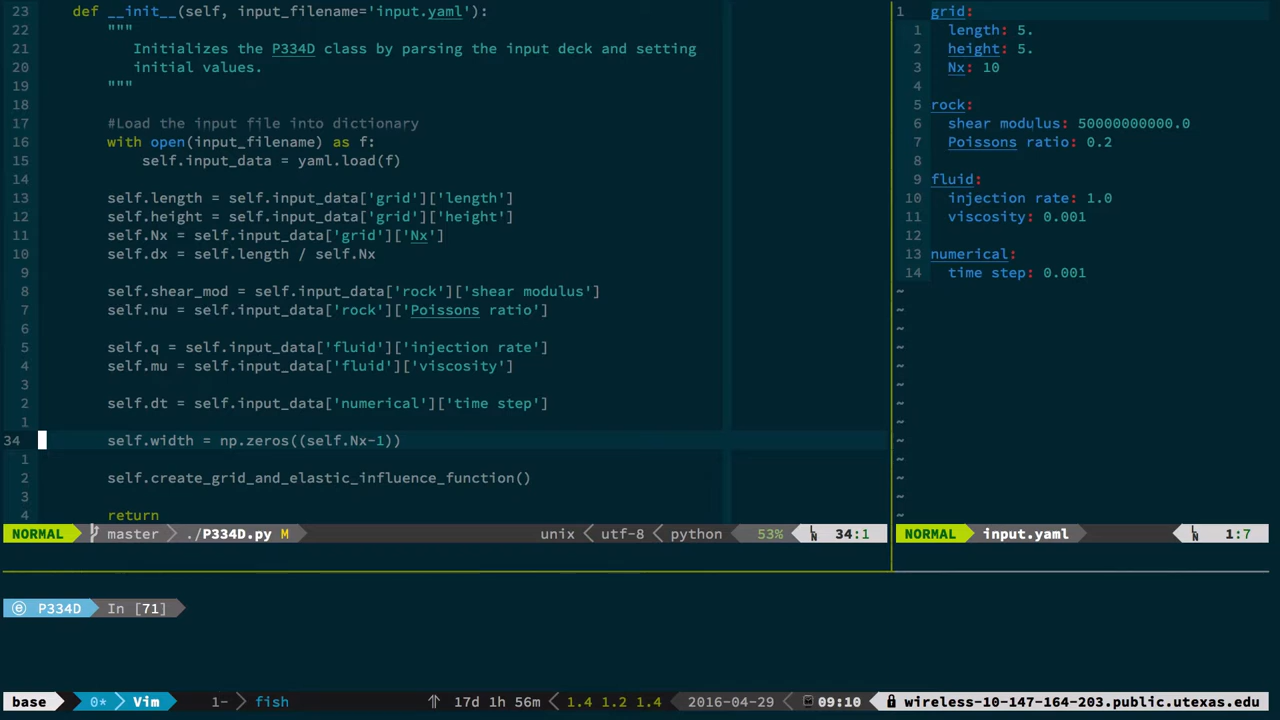 23 def __init__(self, input_filename='input.yaml'):
22 """
21 Initializes the P334D class by parsing the input deck and setting
20 initial values.
19 """
18
17 #Load the input file into dictionary
16 with open(input_filename) as f:
15 self.input_data = yaml.load(f)
14
13 self.length = self.input_data['grid']['length']
12 self.height = self.input_data['grid']['height']
11 self.Nx = self.input_data['grid']['Nx']
10 self.dx = self.length / self.Nx
9
8 self.shear_mod = self.input_data['rock']['shear modulus']
7 self.nu = self.input_data['rock']['Poissons ratio']
6
5 self.q = self.input_data['fluid']['injection rate']
4 self.mu = self.input_data['fluid']['viscosity']
3
2 self.dt = self.input_data['numerical']['time step']
1
34 self.width = np.zeros((self.Nx-1))
1
2 self.create_grid_and_elastic_influence_function()
3
4 return
NORMAL master ./P334D.py M unix utf-8 python 53% LN 34:1
1 grid:
1 length: 5.
2 height: 5.
3 Nx: 10
4
5 rock:
6 shear modulus: 50000000000.0
7 Poissons ratio: 0.2
8
9 fluid:
10 injection rate: 1.0
11 viscosity: 0.001
12
13 numerical:
14 time step: 0.001
~
~
~
~
~
~
~
~
~
~
~
~
~
NORMAL input.yaml LN 1:7
ⓔ P334D In [71]
base 0* Vim 1- fish ⇈ 17d 1h 56m 1.4 1.2 1.4 2016-04-29 09:10 wireless-10-147-164-203.public.utexas.edu